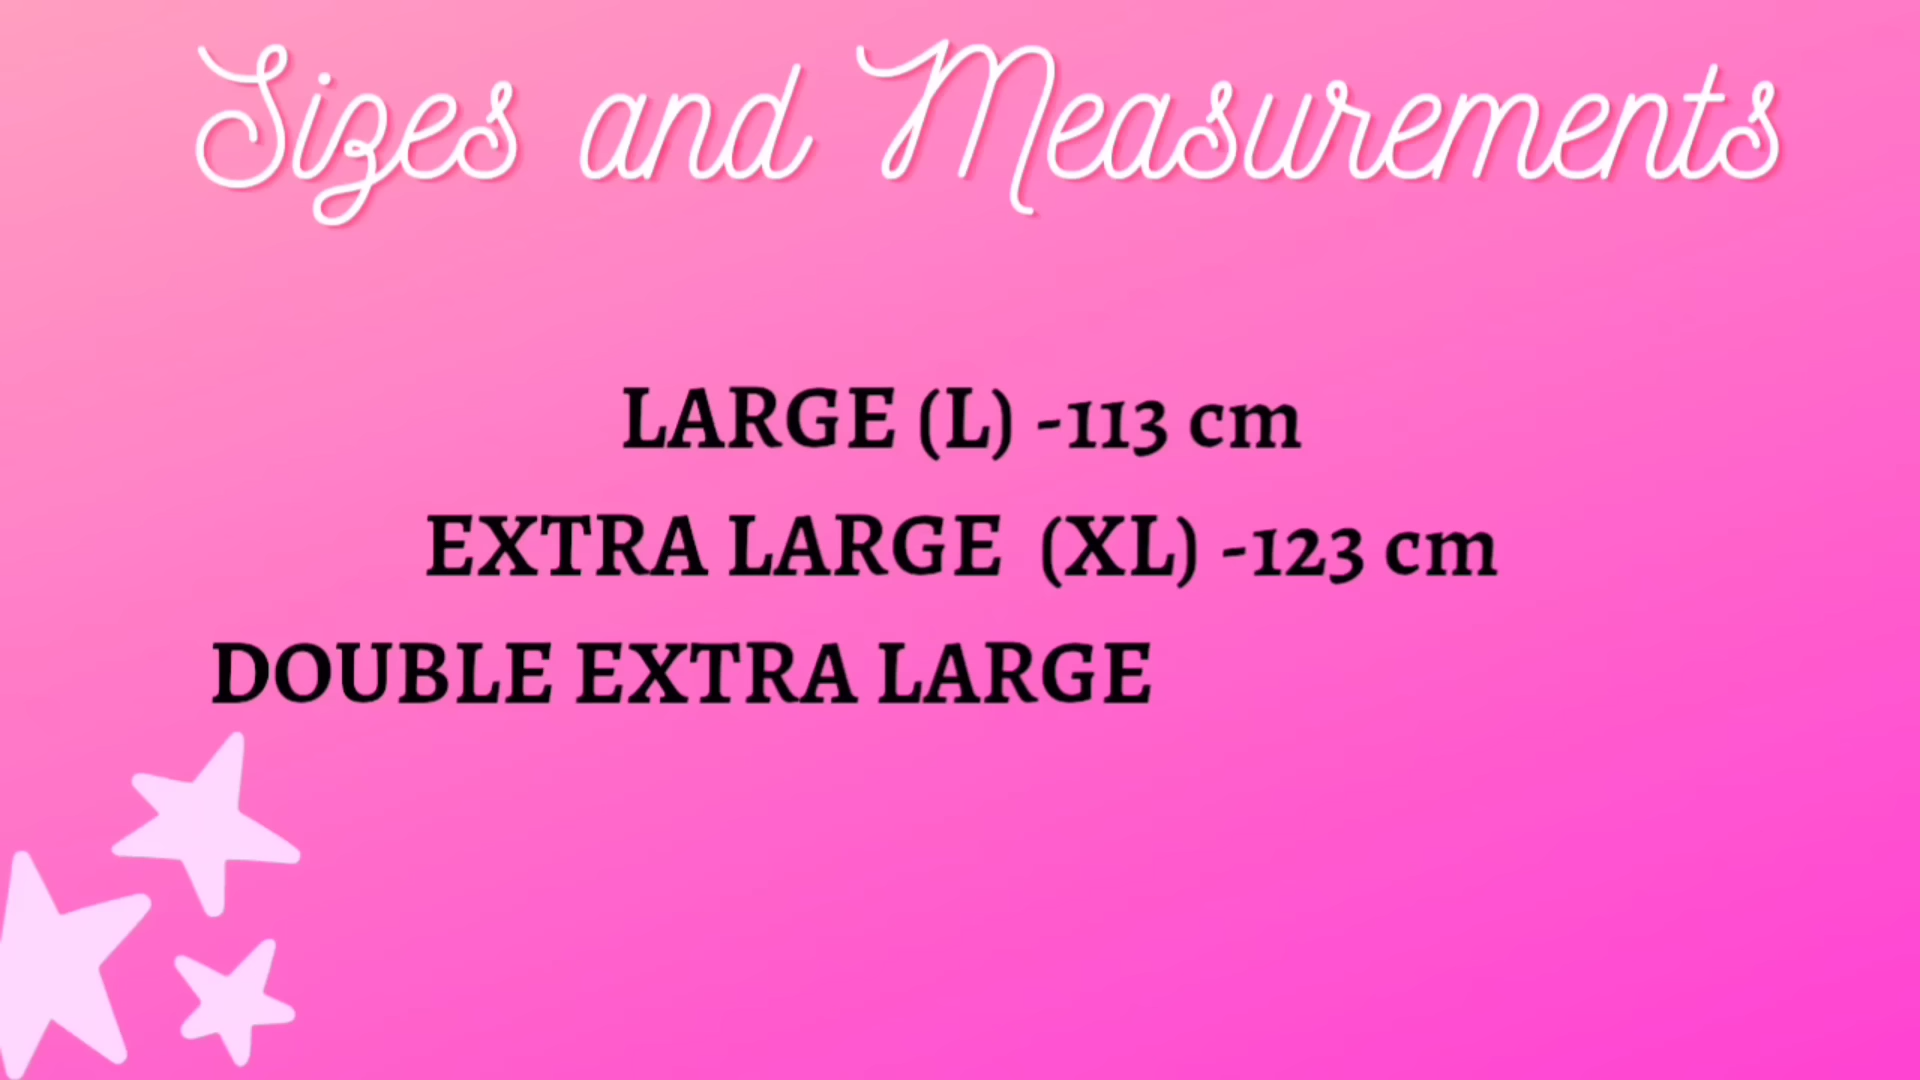 Sizes and Measurements
LARGE (L) -113 cm
EXTRA LARGE (XL) -123 cm
DOUBLE EXTRA LARGE